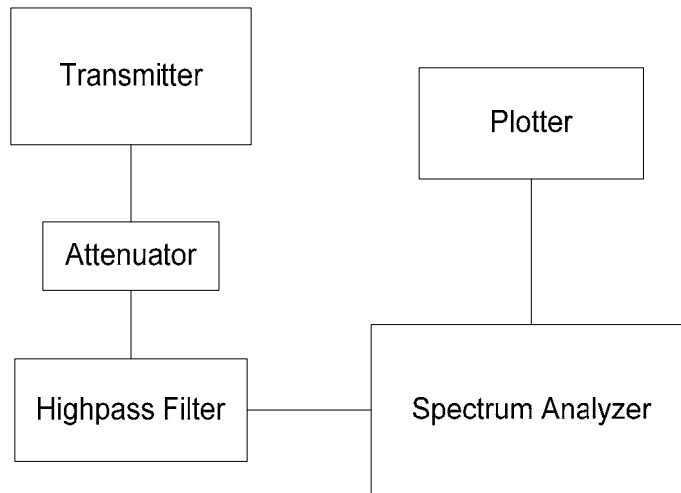 Transmitter
Plotter
Attenuator
Highpass Filter
Spectrum Analyzer